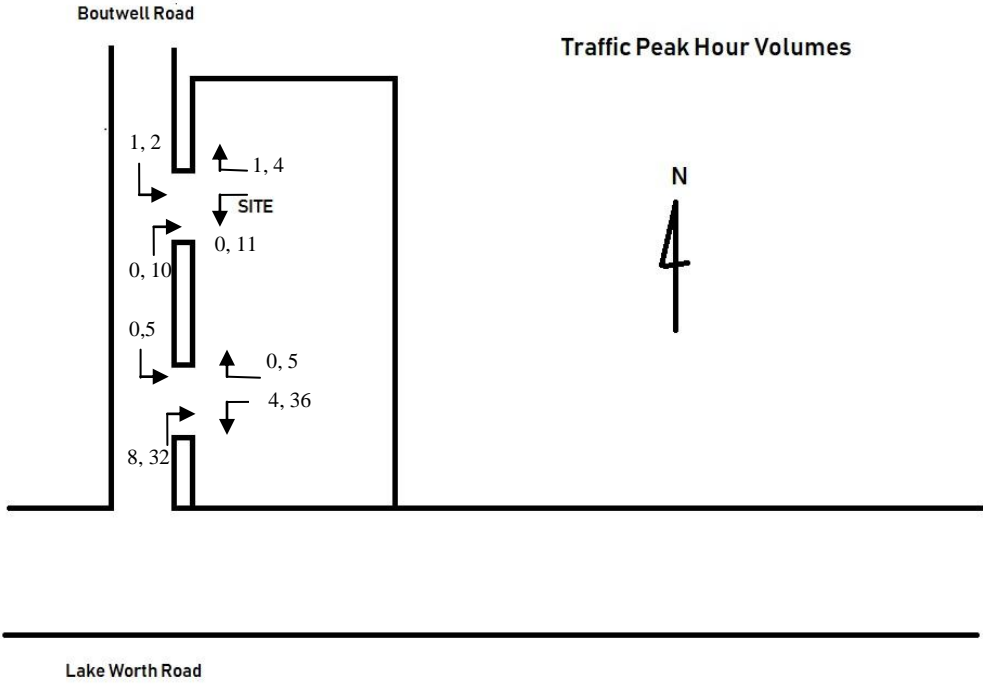 Boutwell Road
Traffic Peak Hour Volumes
1, 2
1, 4
N
SITE
0, 11
0, 10
0,5
0, 5
4, 36
8, 32
Lake Worth Road